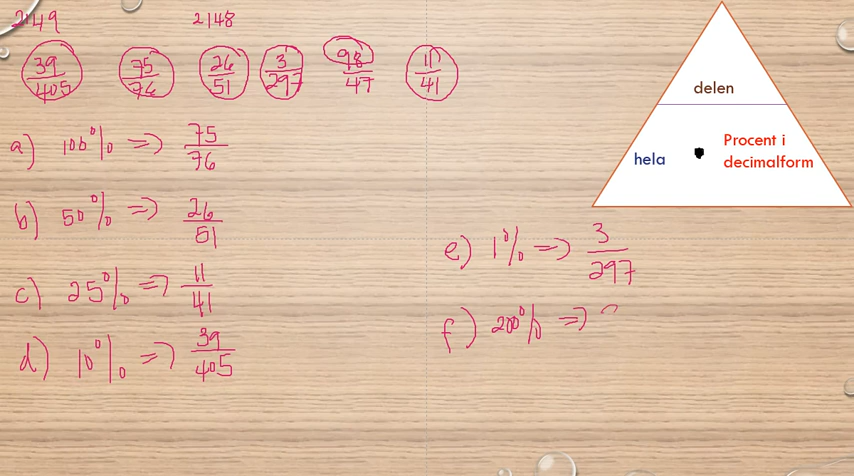 2149 2148
39/405 75/76 26/51 3/297 98/47 11/41
delen
hela • Procent i decimalform
a) 100% => 75/76
b) 50% => 26/51
c) 25% => 11/41
d) 10% => 39/405
e) 1% => 3/297
f) 200% =>